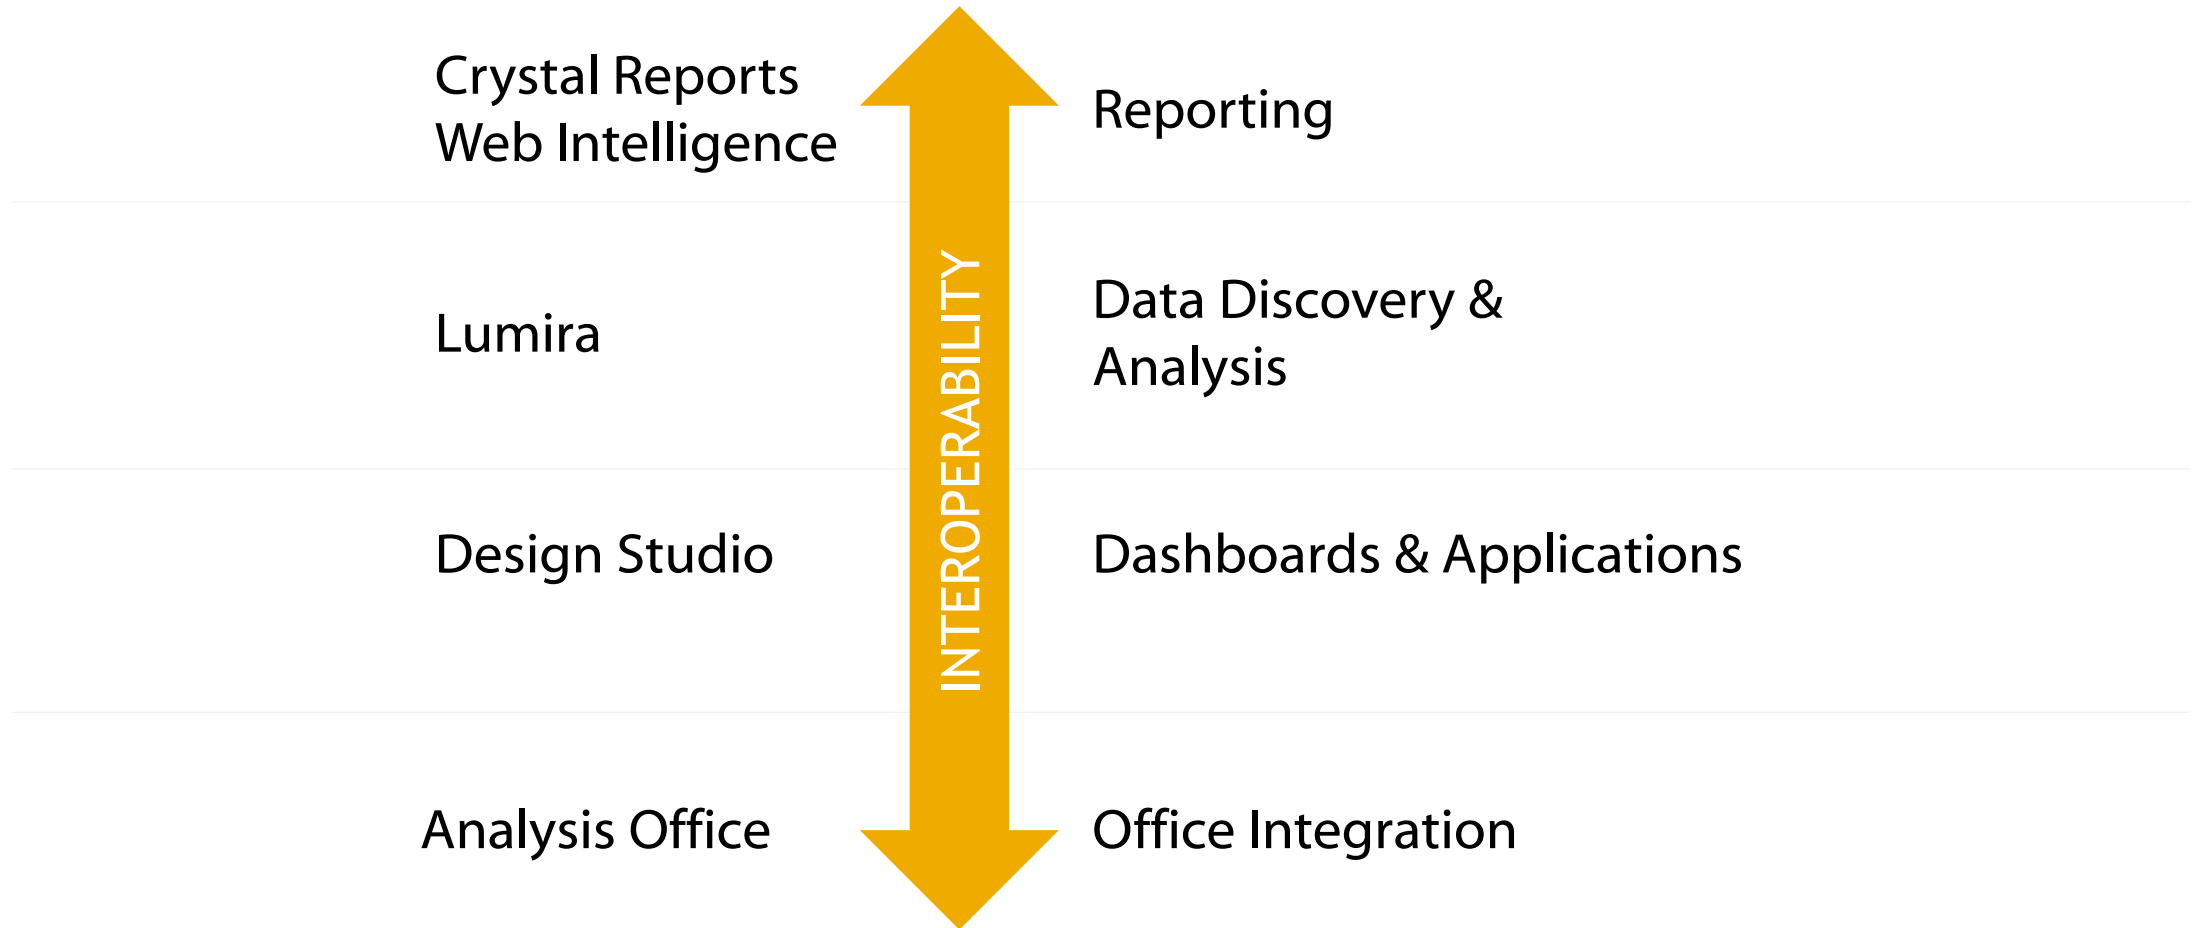 Crystal Reports
Web Intelligence
Reporting
Lumira
Data Discovery &
Analysis
INTEROPERABILITY
Design Studio
Dashboards & Applications
Analysis Office
Office Integration